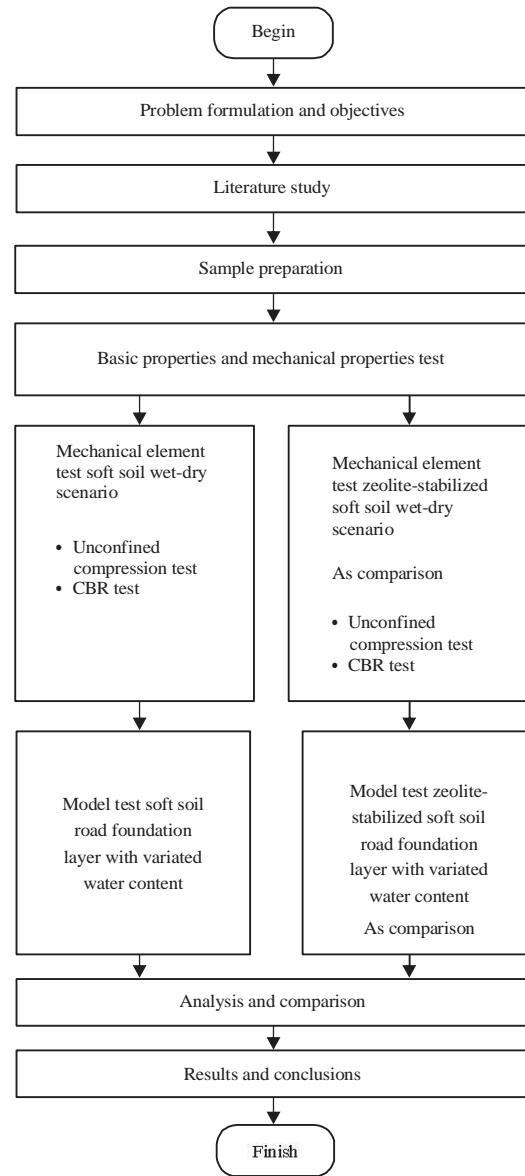 Begin
Problem formulation and objectives
Literature study
Sample preparation
Basic properties and mechanical properties test
Mechanical element
test soft soil wet-dry
scenario
• Unconfined
compression test
• CBR test
Mechanical element
test zeolite-stabilized
soft soil wet-dry
scenario
As comparison
• Unconfined
compression test
• CBR test
Model test soft soil
road foundation
layer with variated
water content
Model test zeolite-
stabilized soft soil
road foundation
layer with variated
water content
As comparison
Analysis and comparison
Results and conclusions
Finish